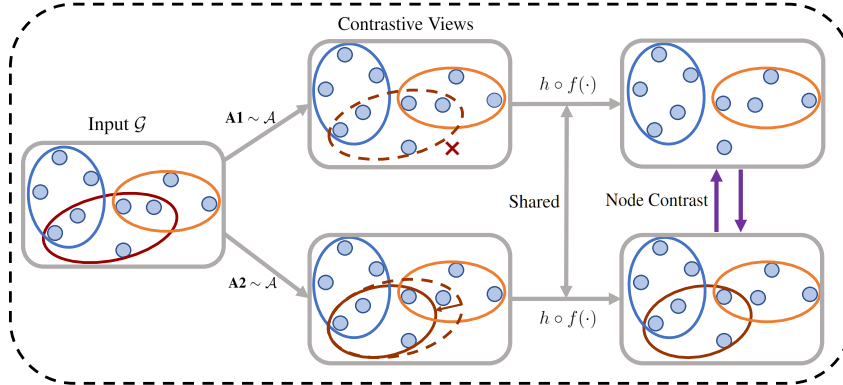 Contrastive Views
Input 𝒢
A1 ∼ 𝒜
h ∘ f(·)
Shared
Node Contrast
A2 ∼ 𝒜
h ∘ f(·)